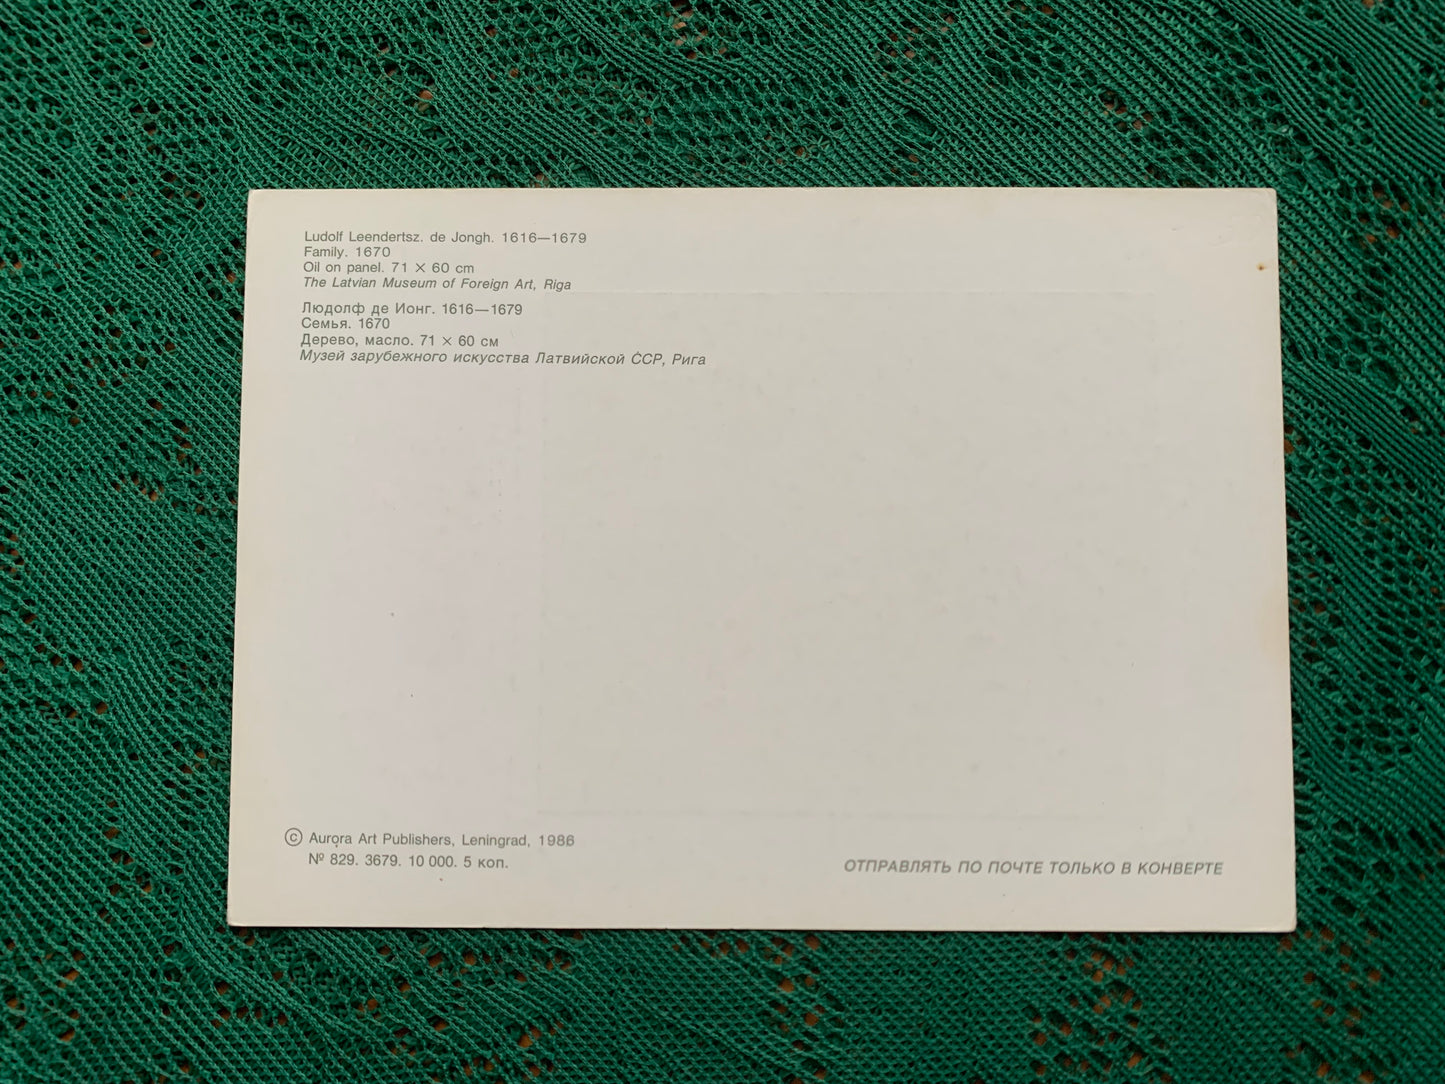 Ludolf Leendertsz. de Jongh. 1616—1679
Family. 1670
Oil on panel. 71 × 60 cm
The Latvian Museum of Foreign Art, Riga
Людолф де Ионг. 1616—1679
Семья. 1670
Дерево, масло. 71 × 60 см
Музей зарубежного искусства Латвийской ССР, Рига
© Aurora Art Publishers, Leningrad, 1986
№ 829. 3679. 10 000. 5 коп.
ОТПРАВЛЯТЬ ПО ПОЧТЕ ТОЛЬКО В КОНВЕРТЕ